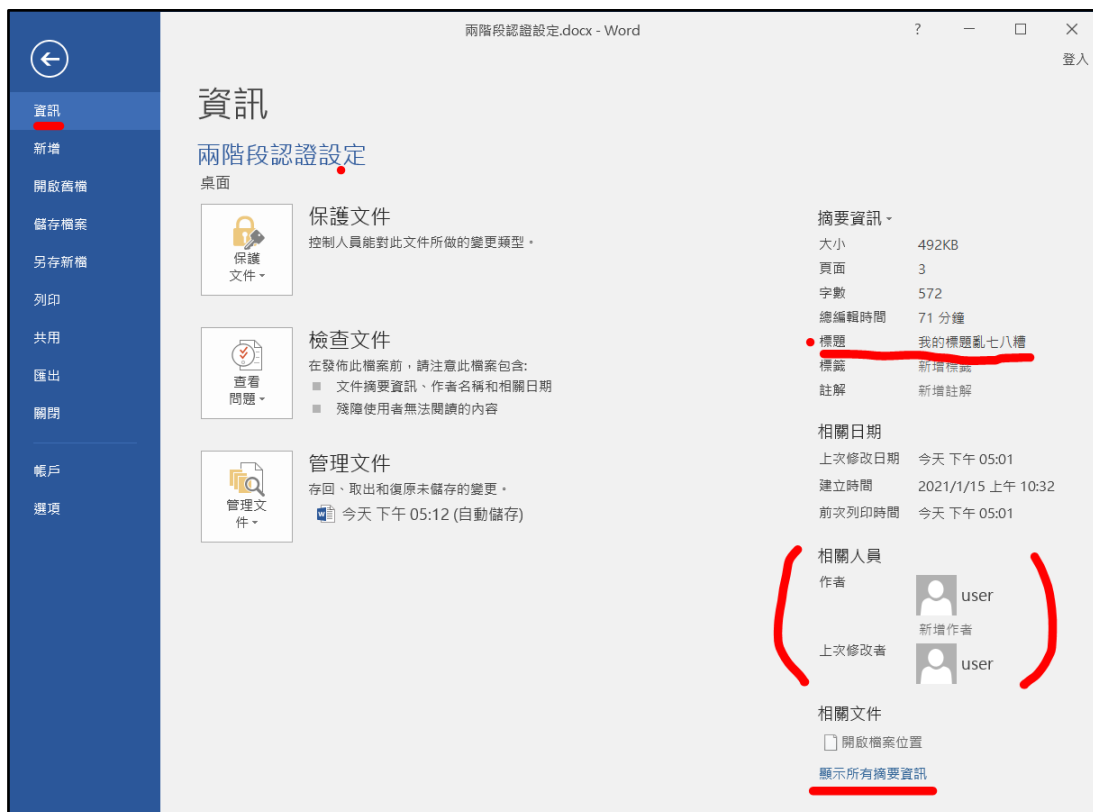 兩階段認證設定.docx - Word
?
登入
資訊
新增
開啟舊檔
儲存檔案
另存新檔
列印
共用
匯出
關閉
帳戶
選項
資訊
兩階段認證設定
桌面
保護
文件
保護文件
控制人員能對此文件所做的變更類型。
查看
問題
檢查文件
在發佈此檔案前，請注意此檔案包含:
文件摘要資訊、作者名稱和相關日期
殘障使用者無法閱讀的內容
管理文
件
管理文件
存回、取出和復原未儲存的變更。
今天 下午 05:12 (自動儲存)
摘要資訊
大小 492KB
頁面 3
字數 572
總編輯時間 71 分鐘
標題 我的標題亂七八糟
標籤 新增標籤
註解 新增註解
相關日期
上次修改日期 今天 下午 05:01
建立時間 2021/1/15 上午 10:32
前次列印時間 今天 下午 05:01
相關人員
作者 user
新增作者
上次修改者 user
相關文件
開啟檔案位置
顯示所有摘要資訊